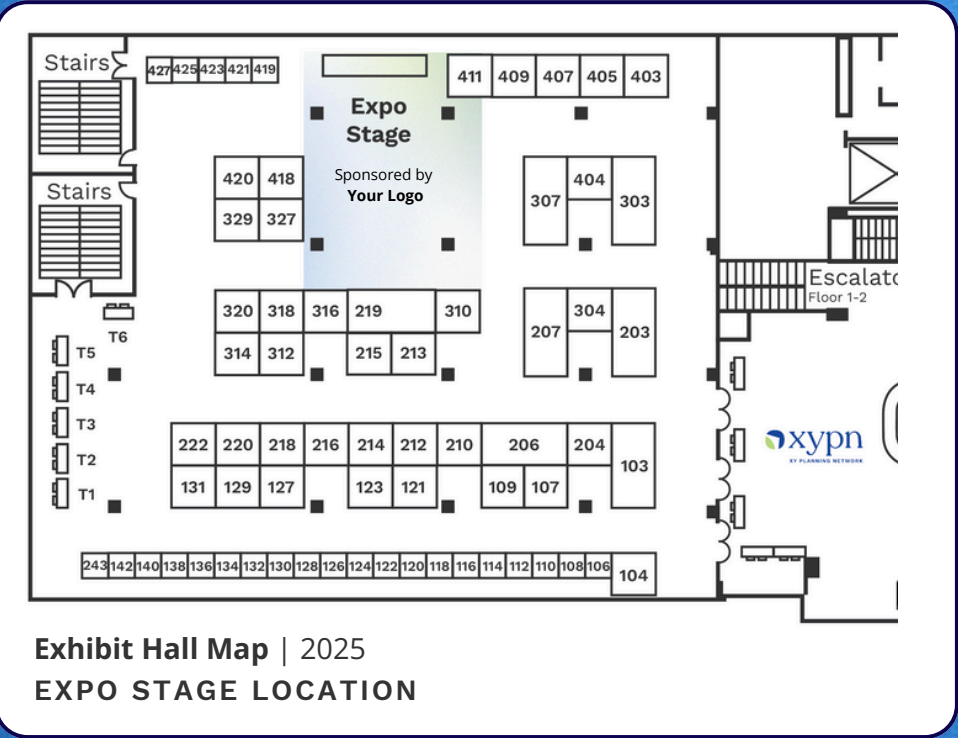 Stairs
427 425 423 421 419
411 409 407 405 403
Expo
Stage
Sponsored by
Your Logo
420 418
329 327
307 404 303
Stairs
Escalato
Floor 1-2
320 318 316 219 310
314 312 215 213
207 304 203
T6
T5
T4
T3
T2
T1
222 220 218 216 214 212 210 206 204 103
131 129 127 123 121 109 107
xypn
XY PLANNING NETWORK
243 142 140 138 136 134 132 130 128 126 124 122 120 118 116 114 112 110 108 106 104
Exhibit Hall Map | 2025
EXPO STAGE LOCATION